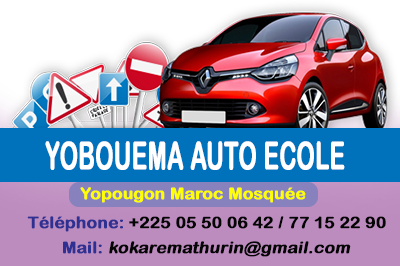 YOBOUEMA AUTO ECOLE
Yopougon Maroc Mosquée
Téléphone: +225 05 50 06 42 / 77 15 22 90
Mail: kokaremathurin@gmail.com